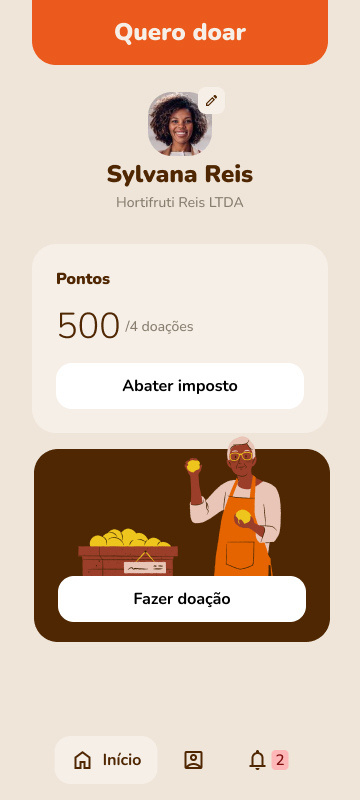 Quero doar
Sylvana Reis
Hortifruti Reis LTDA
Pontos
500 /4 doações
Abater imposto
Fazer doação
Início
2